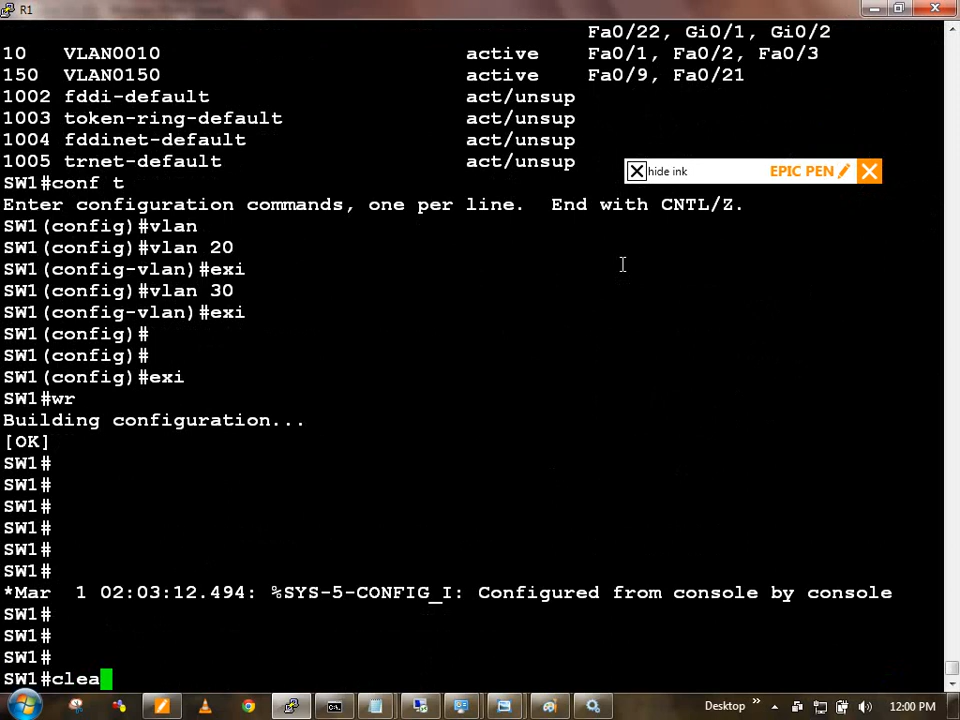 R1
Fa0/22, Gi0/1, Gi0/2
10   VLAN0010                         active    Fa0/1, Fa0/2, Fa0/3
150  VLAN0150                         active    Fa0/9, Fa0/21
1002 fddi-default                     act/unsup
1003 token-ring-default               act/unsup
1004 fddinet-default                  act/unsup
1005 trnet-default                    act/unsup
hide ink EPIC PEN
SW1#conf t
Enter configuration commands, one per line.  End with CNTL/Z.
SW1(config)#vlan
SW1(config)#vlan 20
SW1(config-vlan)#exi
SW1(config)#vlan 30
SW1(config-vlan)#exi
SW1(config)#
SW1(config)#
SW1(config)#exi
SW1#wr
Building configuration...
[OK]
SW1#
SW1#
SW1#
SW1#
SW1#
SW1#
*Mar  1 02:03:12.494: %SYS-5-CONFIG_I: Configured from console by console
SW1#
SW1#
SW1#
SW1#clea
Desktop
12:00 PM